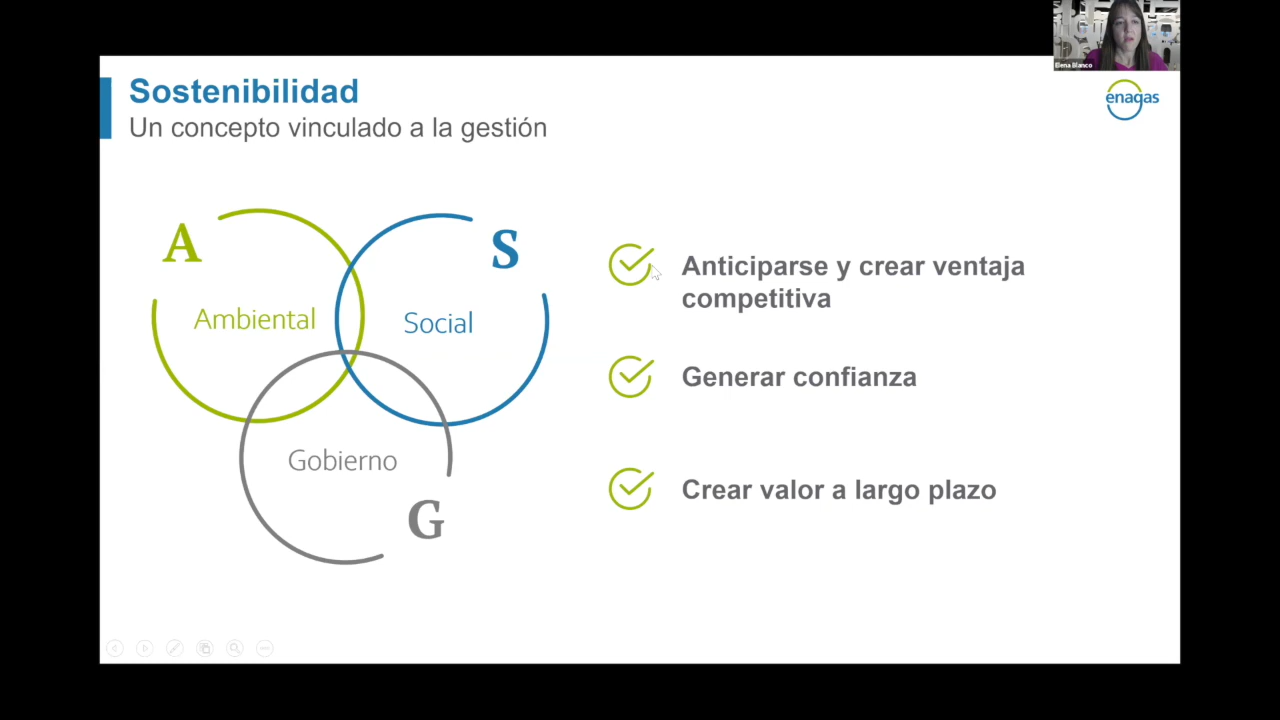 Elena Blanco
Sostenibilidad
enagas
Un concepto vinculado a la gestión
A
S
Anticiparse y crear ventaja
competitiva
Ambiental
Social
Generar confianza
Gobierno
Crear valor a largo plazo
G